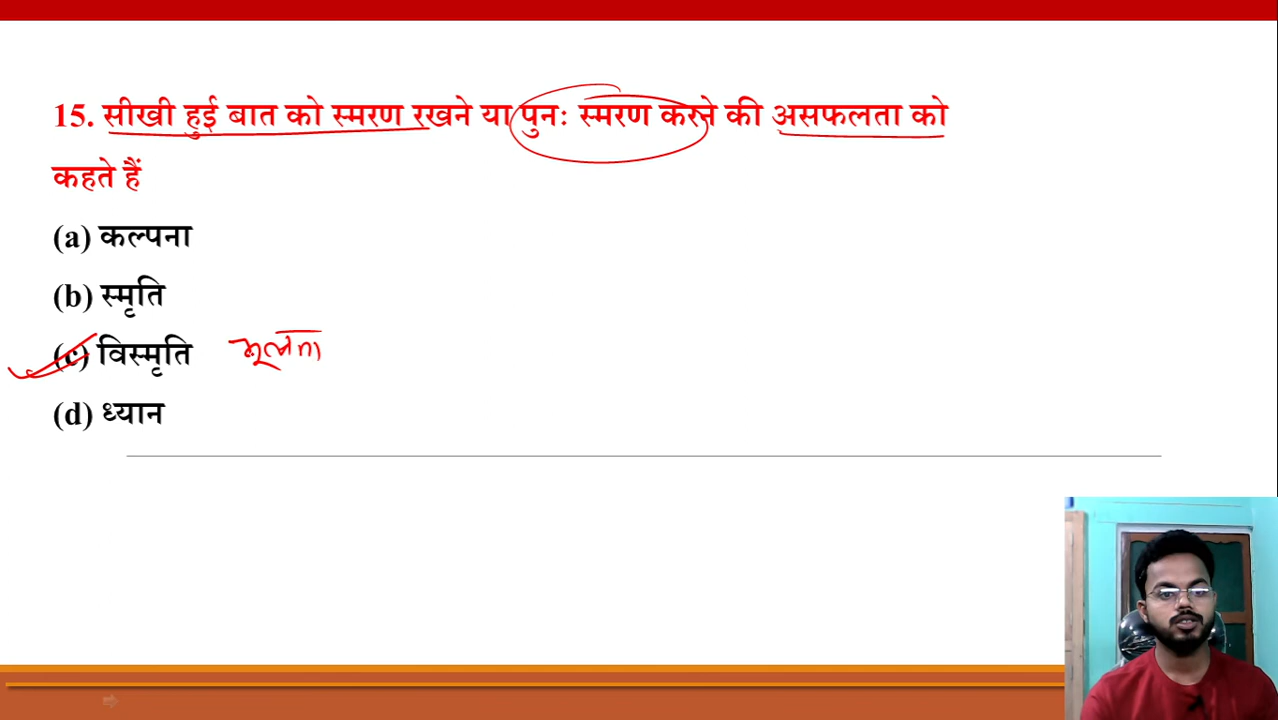 15. सीखी हुई बात को स्मरण रखने या पुनः स्मरण करने की असफलता को
कहते हैं
(a) कल्पना
(b) स्मृति
(c) विस्मृति भूलना
(d) ध्यान